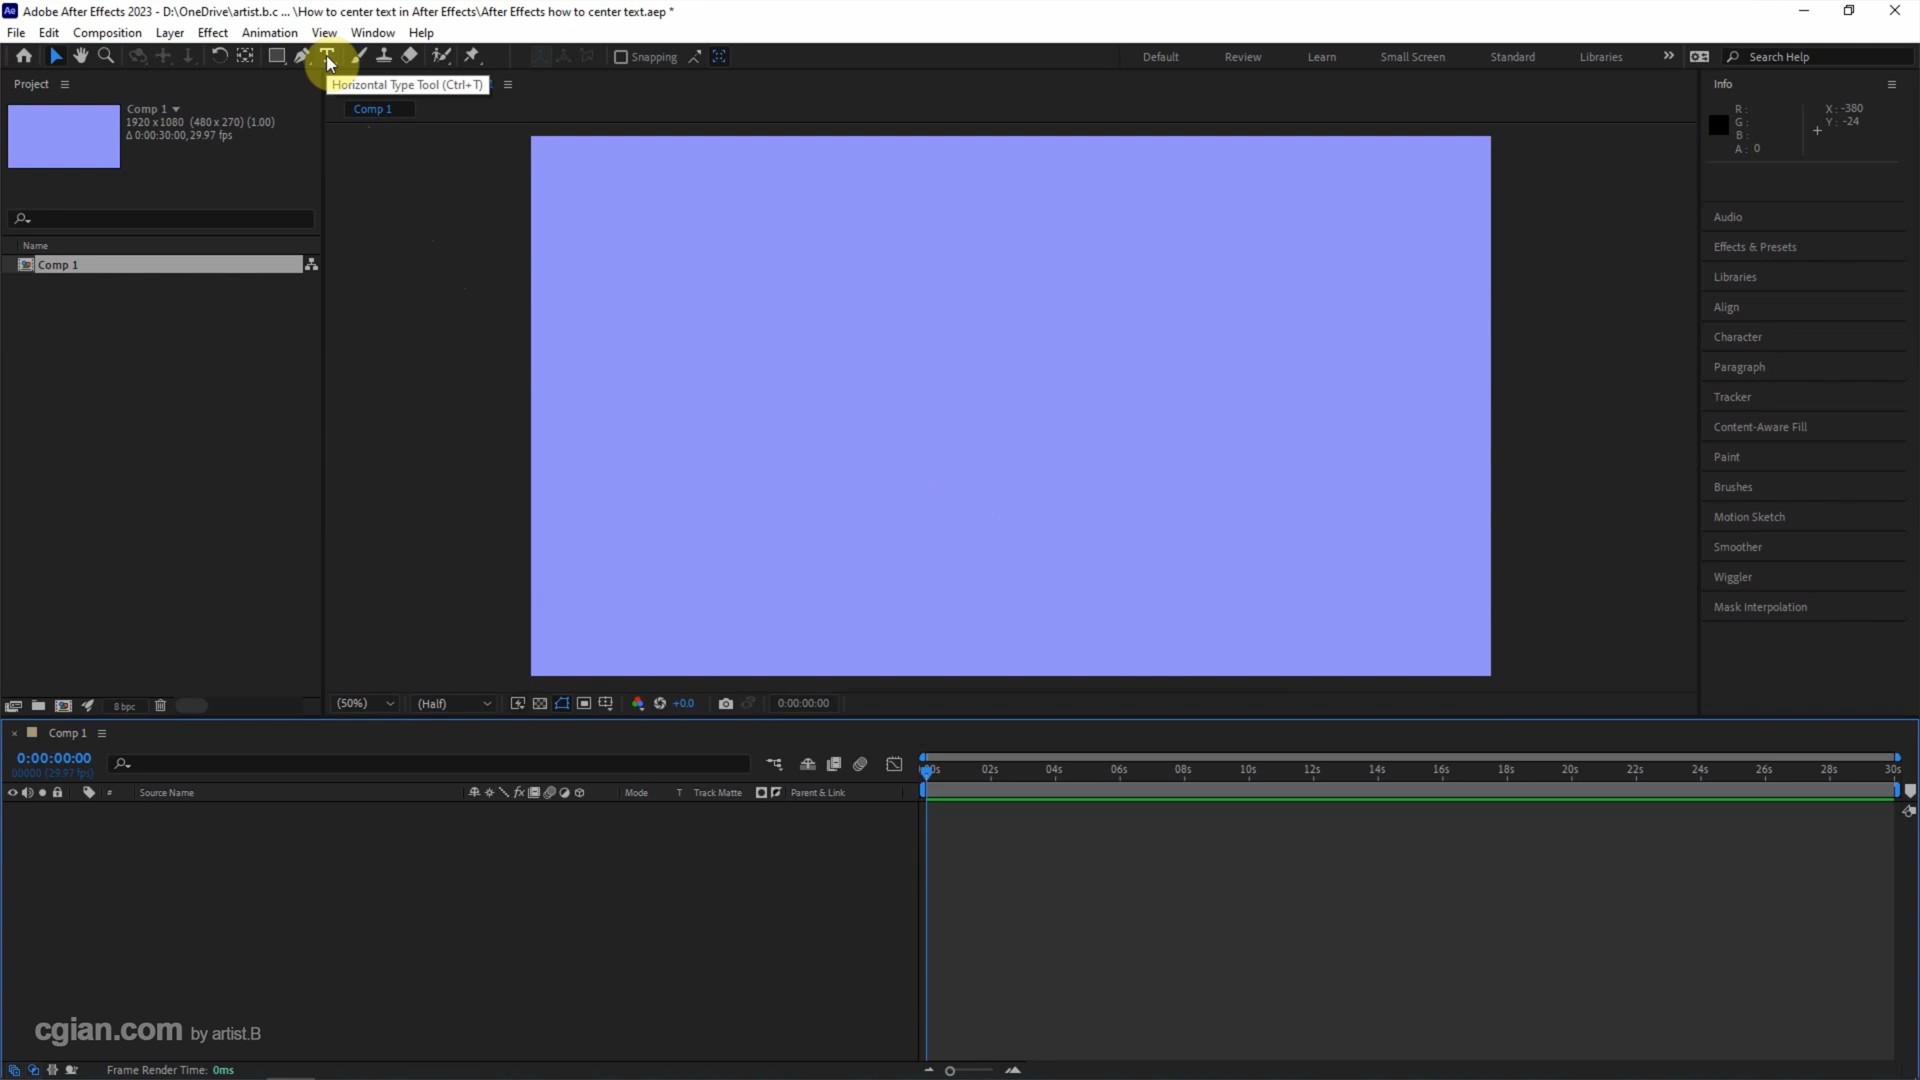 Adobe After Effects 2023 - D:\OneDrive\artist.b.c ... \How to center text in After Effects\After Effects how to center text.aep *
File Edit Composition Layer Effect Animation View Window Help
Snapping Default Review Learn Small Screen Standard Libraries Search Help
Project
Horizontal Type Tool (Ctrl+T)
Info
Comp 1
Comp 1
1920 x 1080 (480 x 270) (1.00)
Δ 0:00:30:00, 29.97 fps
R :
G :
B :
A : 0
X : -380
Y : -24
Name
Comp 1
Audio
Effects & Presets
Libraries
Align
Character
Paragraph
Tracker
Content-Aware Fill
Paint
Brushes
Motion Sketch
Smoother
Wiggler
Mask Interpolation
8 bpc
(50%) (Half) +0.0 0:00:00:00
Comp 1
0:00:00:00
00000 (29.97 fps)
02s 04s 06s 08s 10s 12s 14s 16s 18s 20s 22s 24s 26s 28s 30s
# Source Name fx Mode T Track Matte Parent & Link
cgian.com by artist.B
Frame Render Time: 0ms